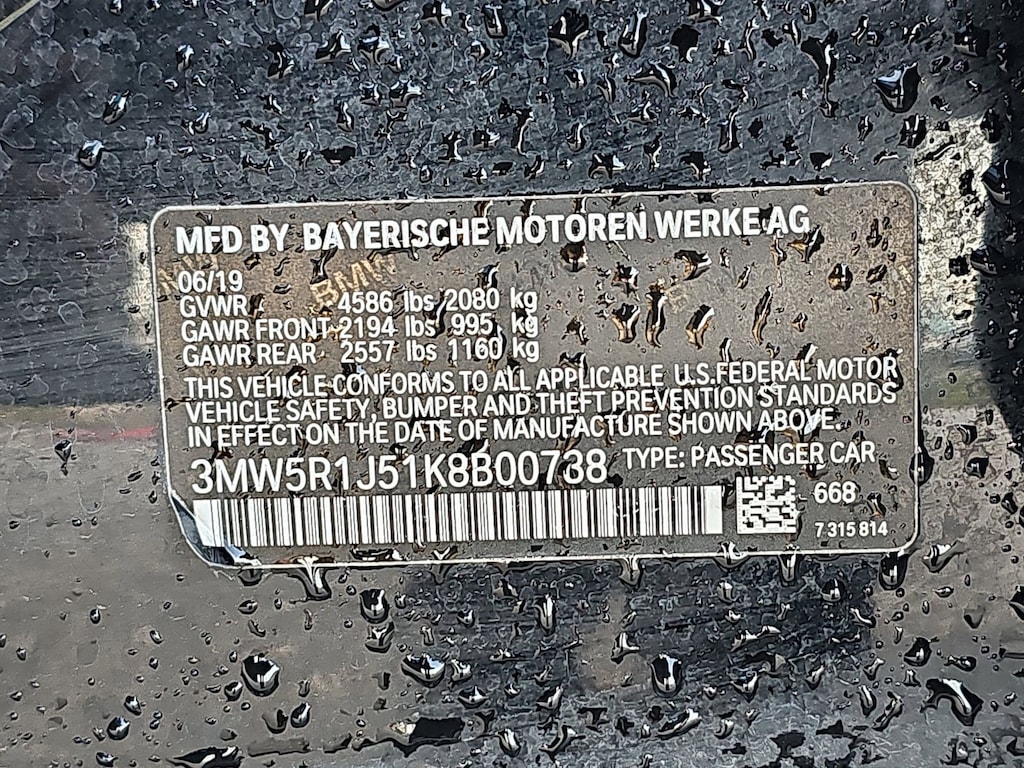 MFD BY BAYERISCHE MOTOREN WERKE AG
06/19
GVWR 4586 lbs 2080 kg
GAWR FRONT 2194 lbs 995 kg
GAWR REAR 2557 lbs 1160 kg
THIS VEHICLE CONFORMS TO ALL APPLICABLE U.S. FEDERAL MOTOR
VEHICLE SAFETY, BUMPER AND THEFT PREVENTION STANDARDS
IN EFFECT ON THE DATE OF MANUFACTURE SHOWN ABOVE.
3MW5R1J51K8B00738 TYPE: PASSENGER CAR
668
7 315 814
BMW